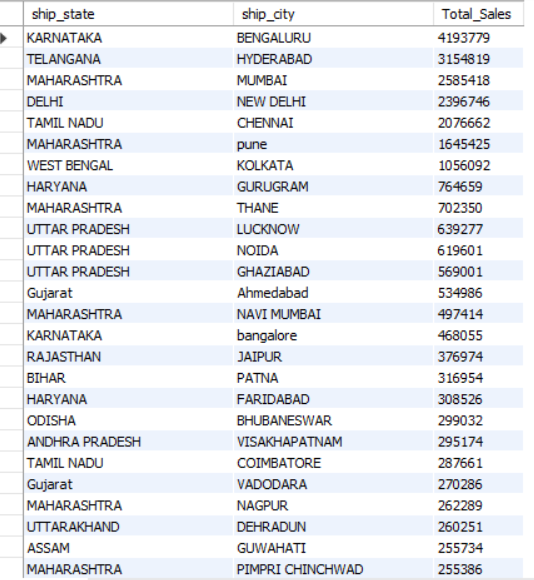 ship_state ship_city Total_Sales
KARNATAKA BENGALURU 4193779
TELANGANA HYDERABAD 3154819
MAHARASHTRA MUMBAI 2585418
DELHI NEW DELHI 2396746
TAMIL NADU CHENNAI 2076662
MAHARASHTRA pune 1645425
WEST BENGAL KOLKATA 1056092
HARYANA GURUGRAM 764659
MAHARASHTRA THANE 702350
UTTAR PRADESH LUCKNOW 639277
UTTAR PRADESH NOIDA 619601
UTTAR PRADESH GHAZIABAD 569001
Gujarat Ahmedabad 534986
MAHARASHTRA NAVI MUMBAI 497414
KARNATAKA bangalore 468055
RAJASTHAN JAIPUR 376974
BIHAR PATNA 316954
HARYANA FARIDABAD 308526
ODISHA BHUBANESWAR 299032
ANDHRA PRADESH VISAKHAPATNAM 295174
TAMIL NADU COIMBATORE 287661
Gujarat VADODARA 270286
MAHARASHTRA NAGPUR 262289
UTTARAKHAND DEHRADUN 260251
ASSAM GUWAHATI 255734
MAHARASHTRA PIMPRI CHINCHWAD 255386